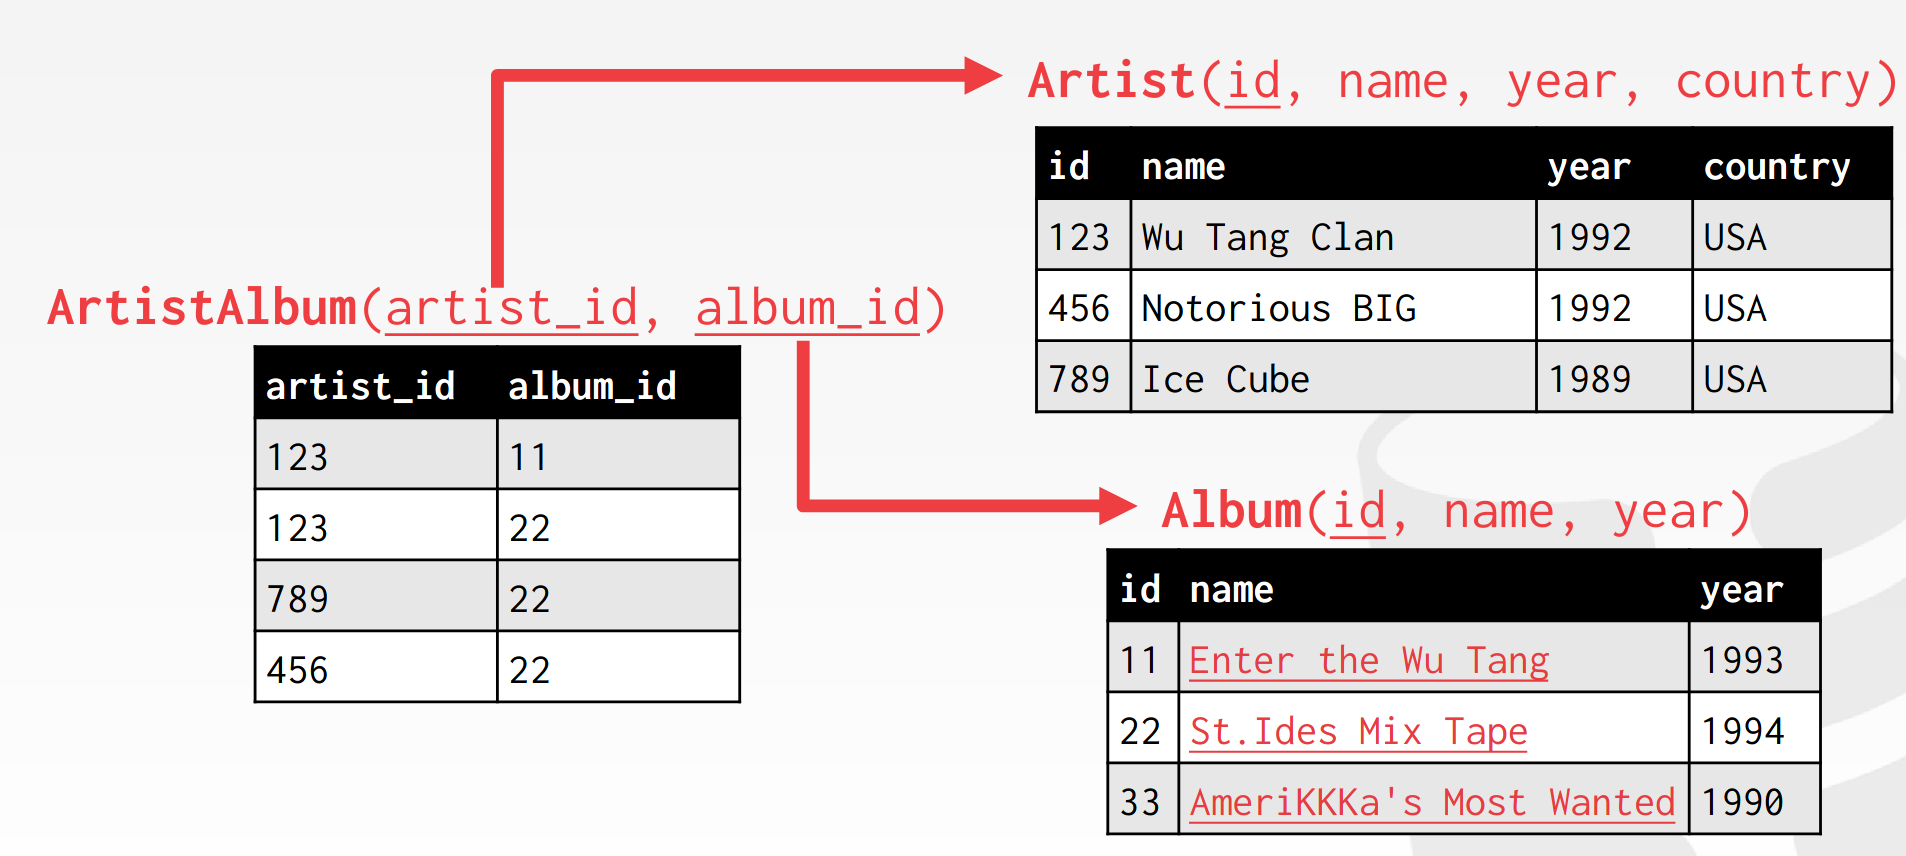 Artist(id, name, year, country)
id name year country
123 Wu Tang Clan 1992 USA
456 Notorious BIG 1992 USA
789 Ice Cube 1989 USA
ArtistAlbum(artist_id, album_id)
artist_id album_id
123 11
123 22
789 22
456 22
Album(id, name, year)
id name year
11 Enter the Wu Tang 1993
22 St.Ides Mix Tape 1994
33 AmeriKKKa's Most Wanted 1990